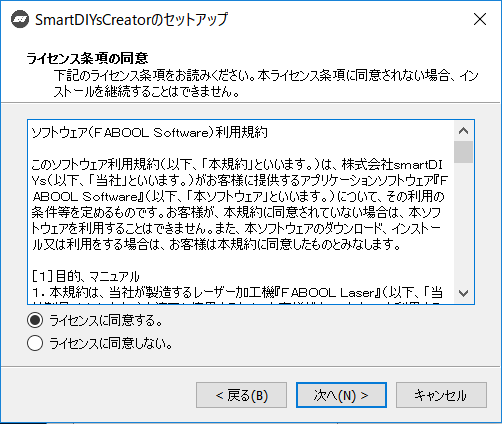 SmartDIYsCreatorのセットアップ
ライセンス条項の同意
下記のライセンス条項をお読みください。本ライセンス条項に同意されない場合、イン
ストールを継続することはできません。
ソフトウェア（FABOOL Software）利用規約
このソフトウェア利用規約（以下、「本規約」といいます。）は、株式会社smartDI
Ys（以下、「当社」といいます。）がお客様に提供するアプリケーションソフトウェア『F
ABOOL Software』（以下、「本ソフトウェア」といいます。）について、その利用の
条件等を定めるものです。お客様が、本規約に同意されていない場合は、本ソフ
トウェアを利用することはできません。また、本ソフトウェアのダウンロード、インストー
ル又は利用をする場合は、お客様は本規約に同意したものとみなします。
［１］目的、マニュアル
１．本規約は、当社が製造するレーザー加工機『FABOOL Laser』（以下、「当
ライセンスに同意する。
ライセンスに同意しない。
< 戻る(B)
次へ(N) >
キャンセル